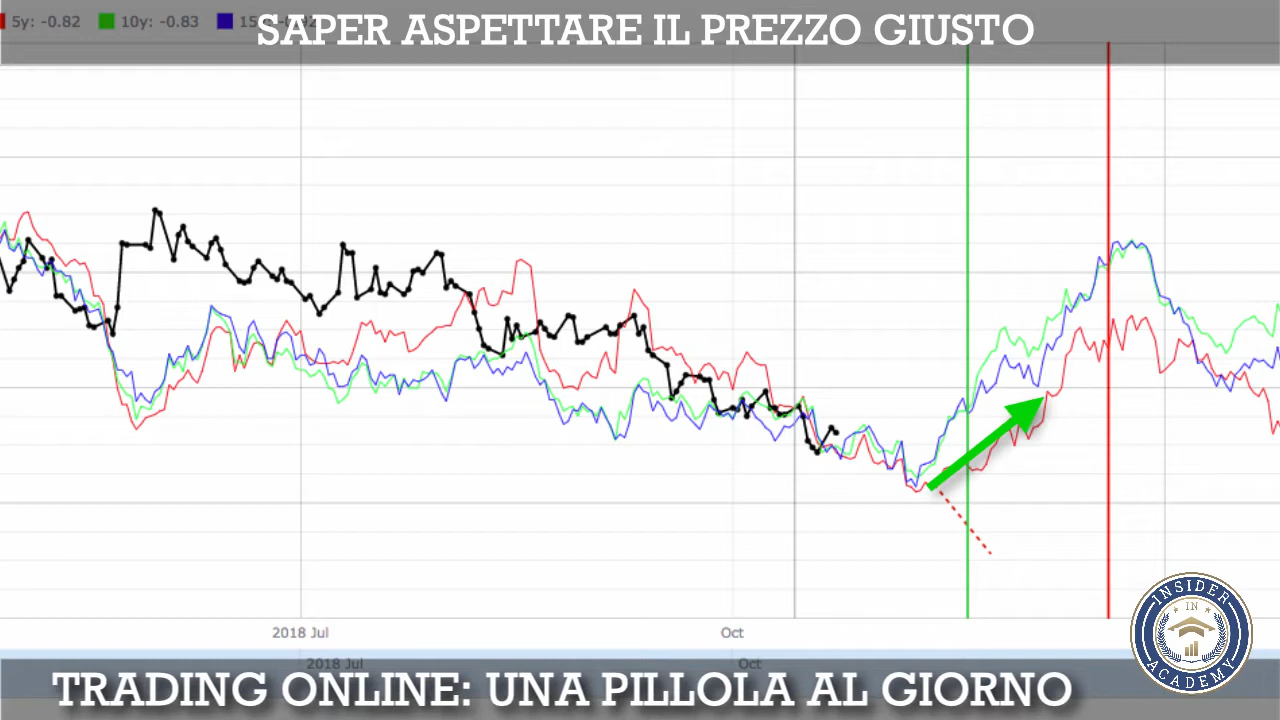 SAPER ASPETTARE IL PREZZO GIUSTO
5y: -0.82 10y: -0.83
2018 Jul Oct
2018 Jul Oct
INSIDER
IN
ACADEMY
TRADING ONLINE: UNA PILLOLA AL GIORNO